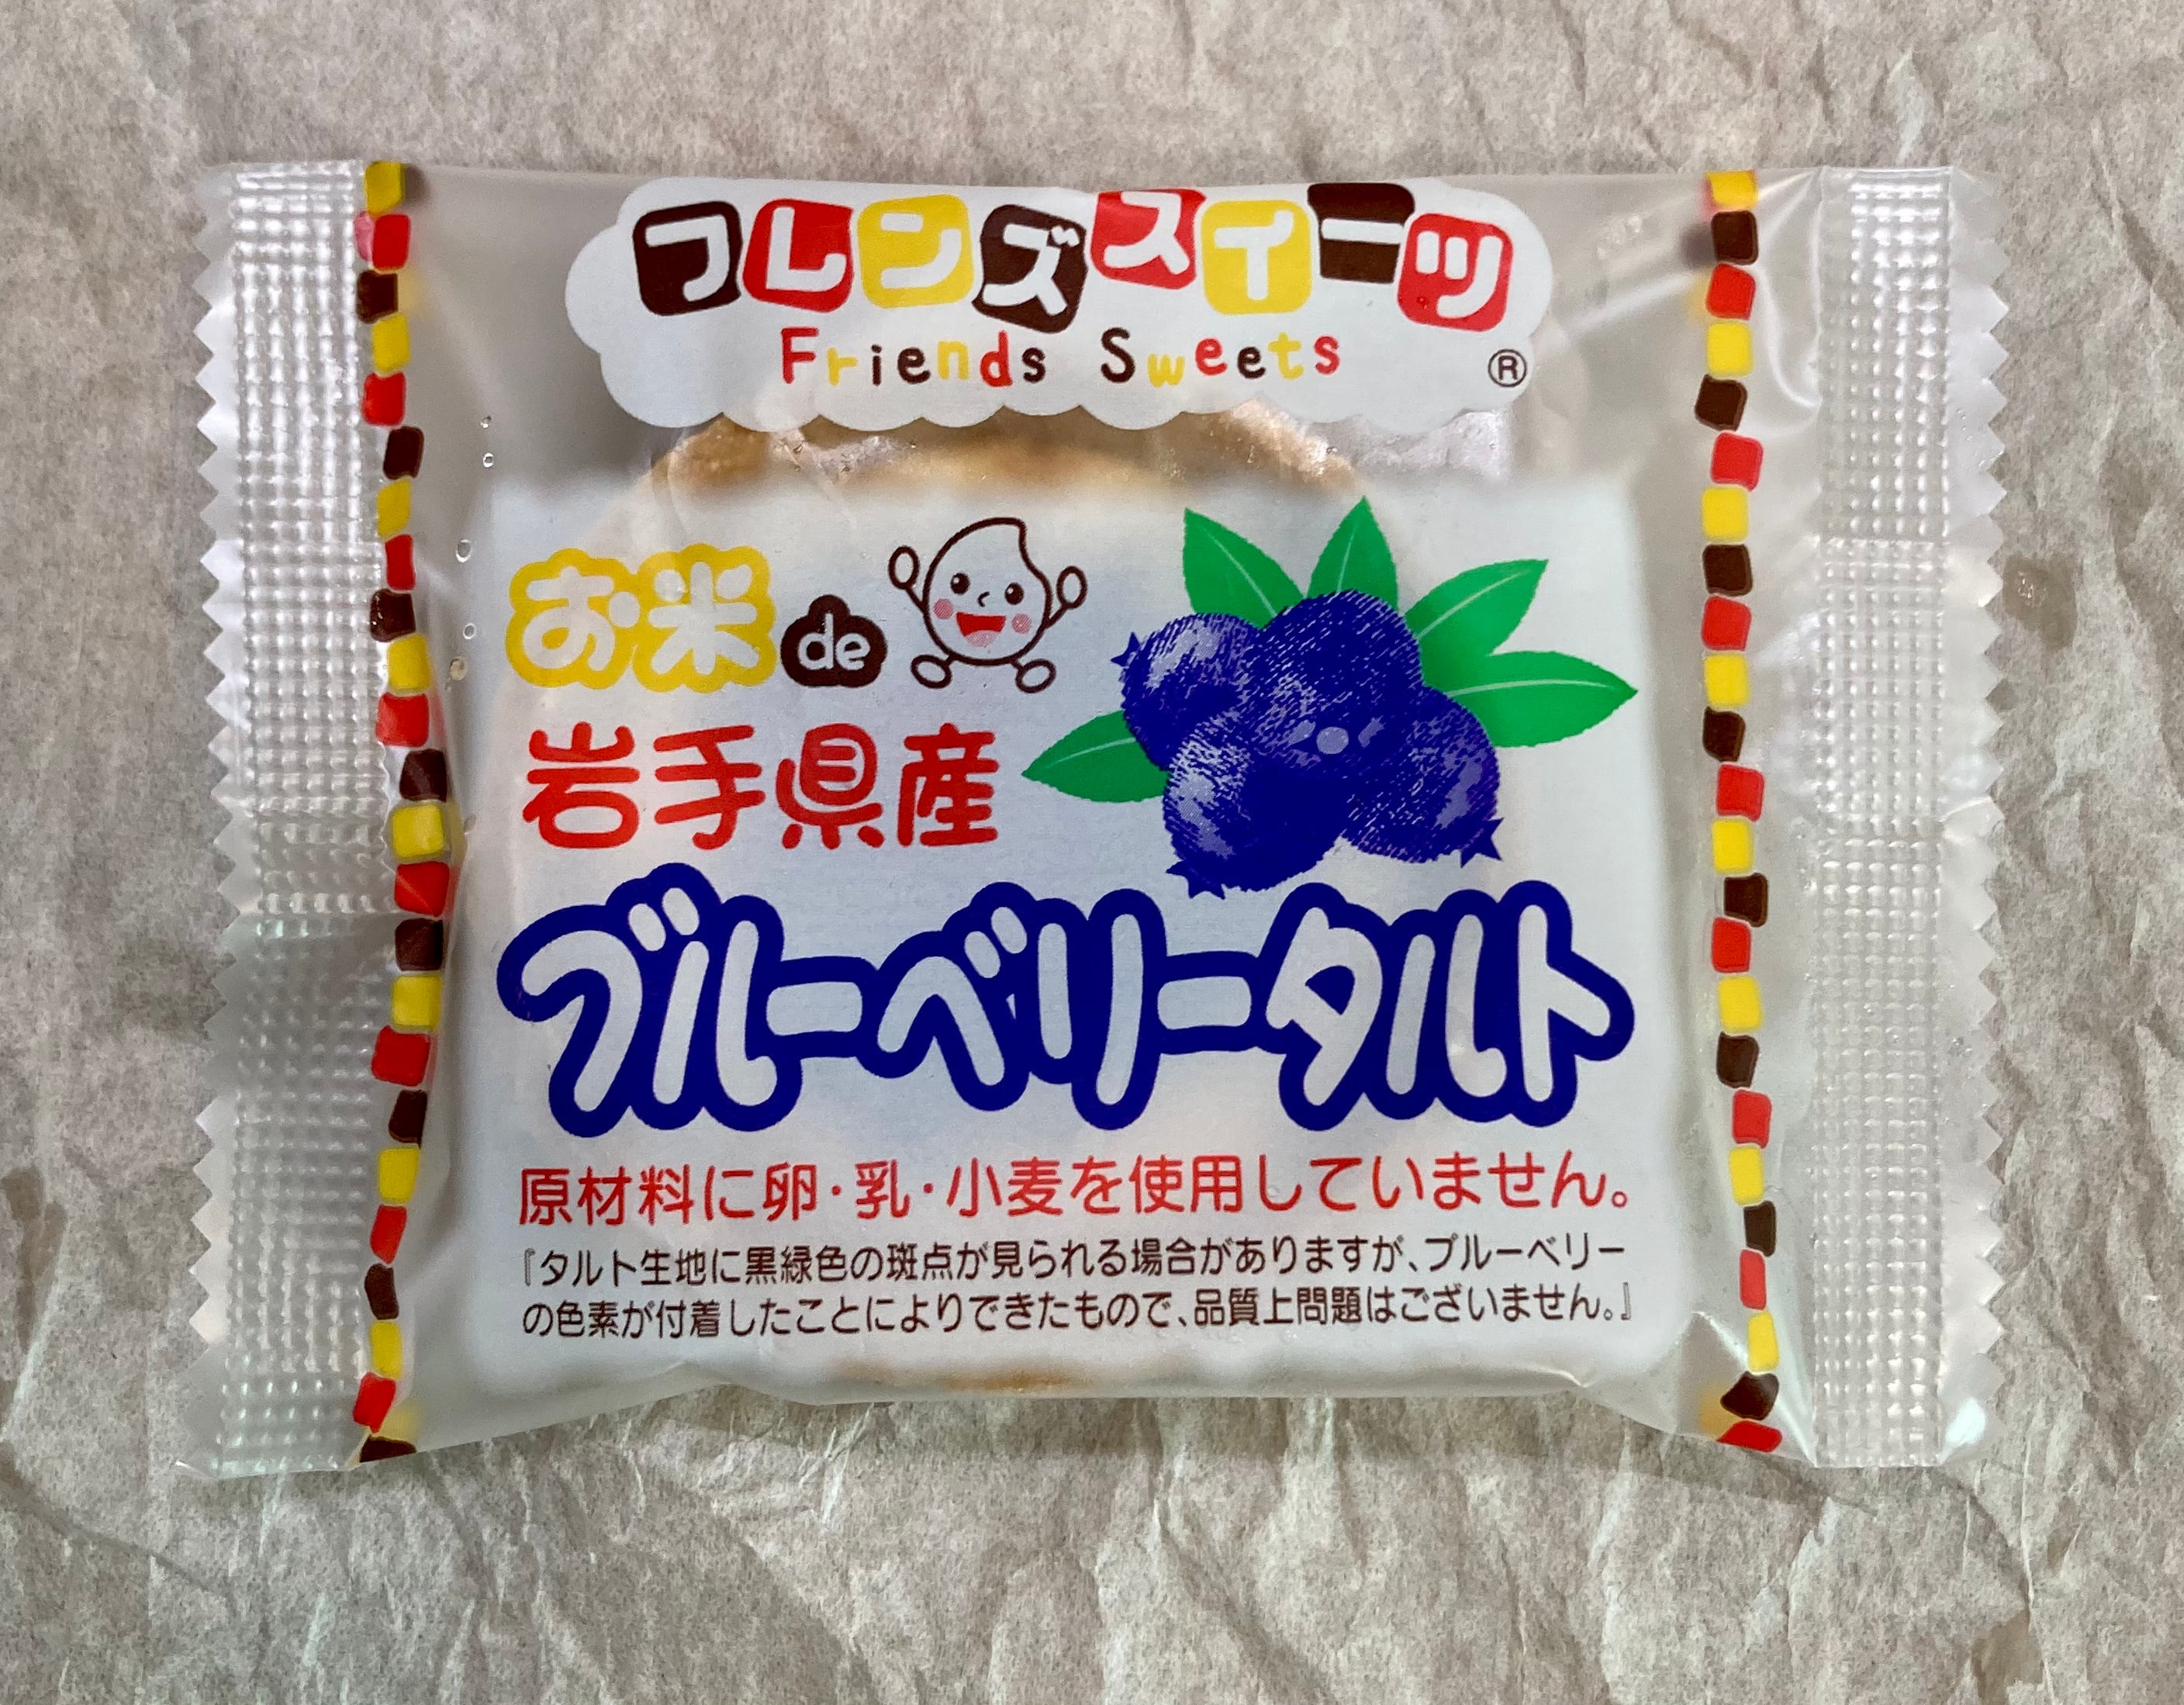 フレンズスイーツ
Friends Sweets
®
お米de
岩手県産
ブルーベリータルト
原材料に卵・乳・小麦を使用していません。
『タルト生地に黒緑色の斑点が見られる場合がありますが、ブルーベリー
の色素が付着したことによりできたもので、品質上問題はございません。』